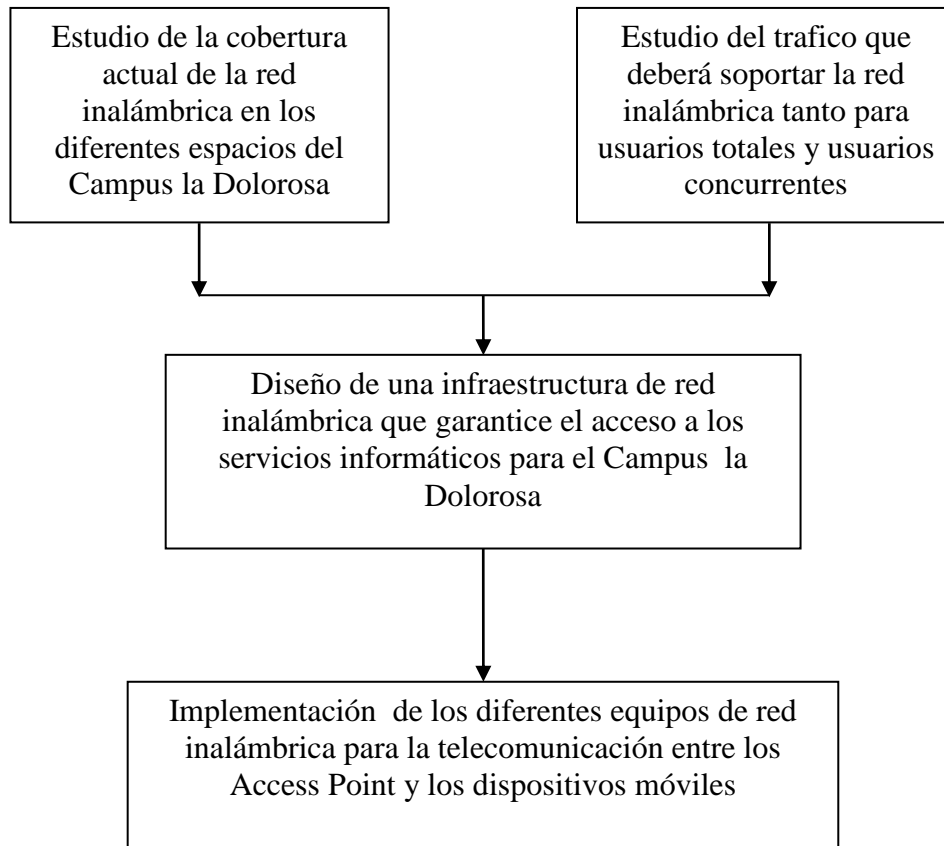 Estudio de la cobertura
actual de la red
inalámbrica en los
diferentes espacios del
Campus la Dolorosa
Estudio del trafico que
deberá soportar la red
inalámbrica tanto para
usuarios totales y usuarios
concurrentes
Diseño de una infraestructura de red
inalámbrica que garantice el acceso a los
servicios informáticos para el Campus la
Dolorosa
Implementación de los diferentes equipos de red
inalámbrica para la telecomunicación entre los
Access Point y los dispositivos móviles